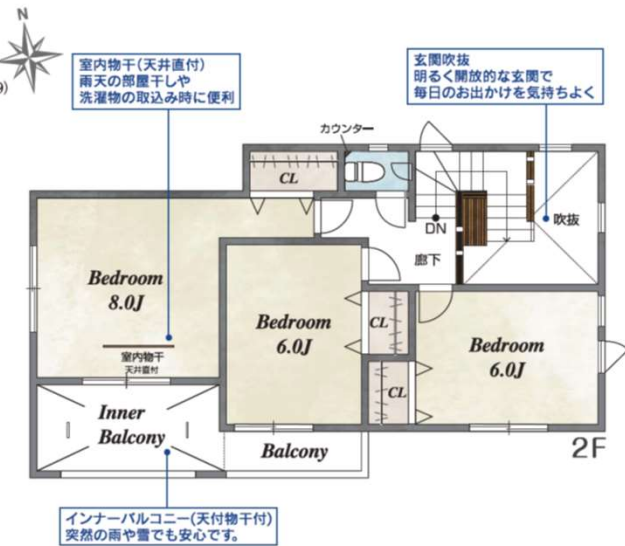 N
9)
室内物干(天井直付)
雨天の部屋干しや
洗濯物の取込み時に便利
玄関吹抜
明るく開放的な玄関で
毎日のお出かけを気持ちよく
カウンター
CL
DN
吹抜
廊下
Bedroom
8.0J
Bedroom
6.0J
CL
Bedroom
6.0J
CL
室内物干
天井直付
Inner
Balcony
Balcony
2F
インナーバルコニー(天付物干付)
突然の雨や雪でも安心です。